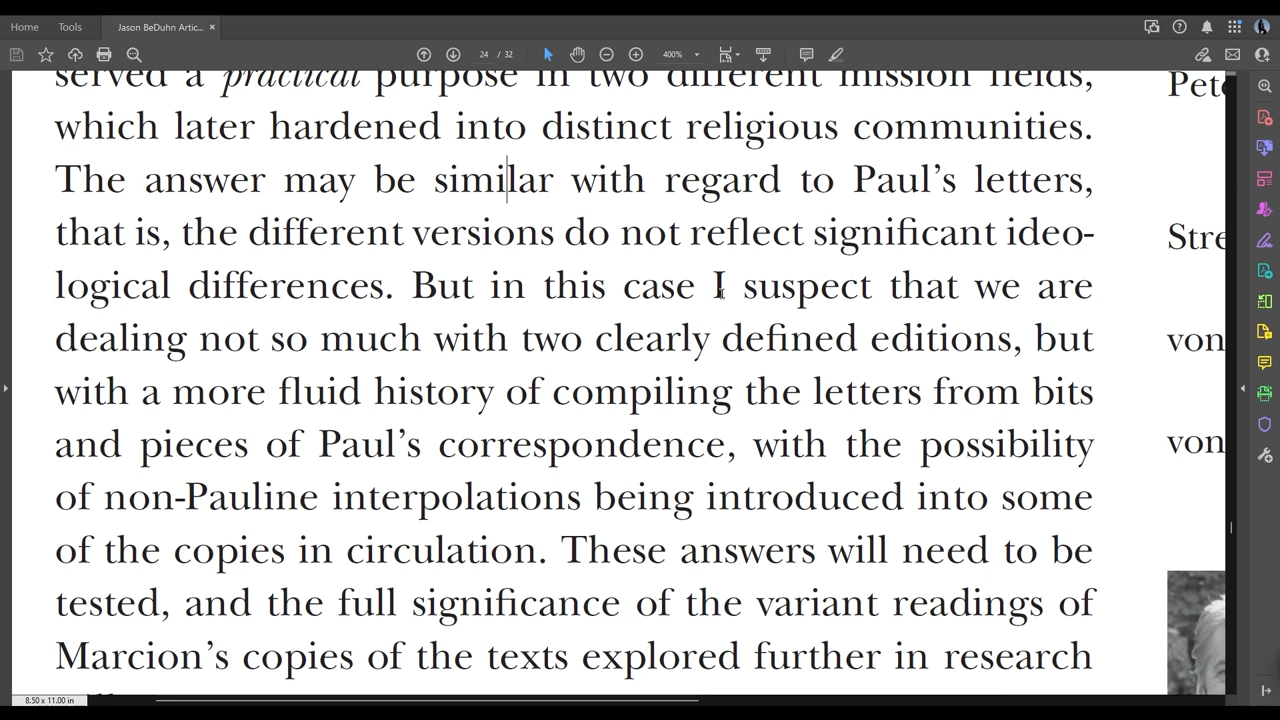 Home Tools Jason BeDuhn Artic... ×
24 / 32 400%
served a practical purpose in two different mission fields,
which later hardened into distinct religious communities.
The answer may be similar with regard to Paul's letters,
that is, the different versions do not reflect significant ideo-
logical differences. But in this case I suspect that we are
dealing not so much with two clearly defined editions, but
with a more fluid history of compiling the letters from bits
and pieces of Paul's correspondence, with the possibility
of non-Pauline interpolations being introduced into some
of the copies in circulation. These answers will need to be
tested, and the full significance of the variant readings of
Marcion's copies of the texts explored further in research
Pete
Stre
von
von
8.50 x 11.00 in